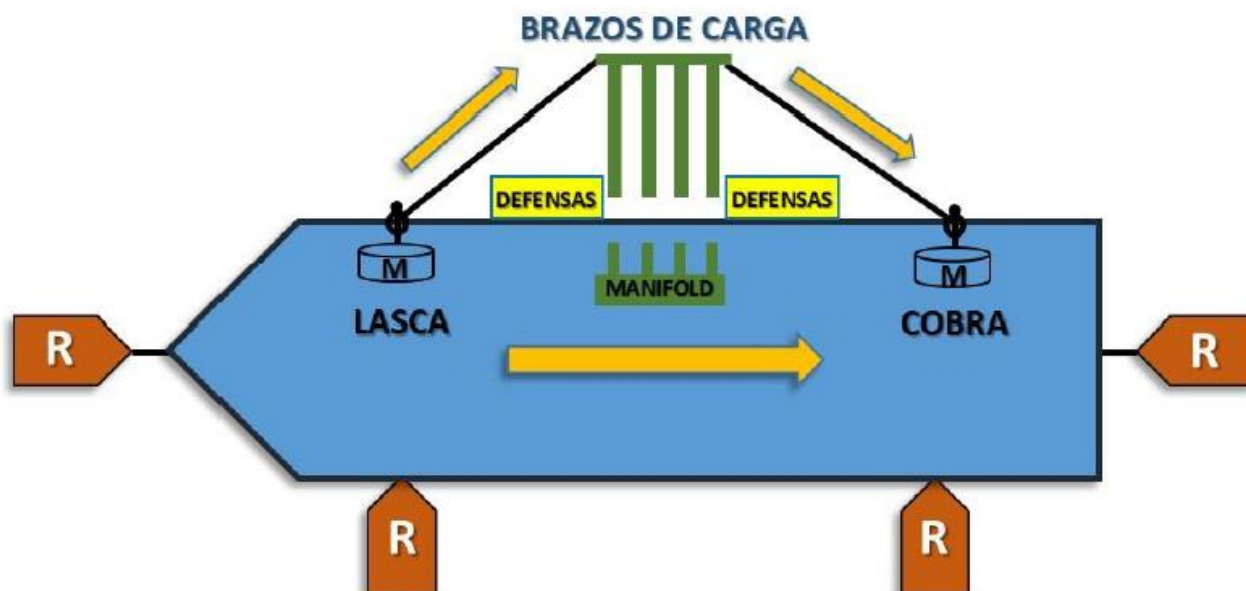 BRAZOS DE CARGA
DEFENSAS
DEFENSAS
M
M
MANIFOLD
LASCA
COBRA
R
R
R
R